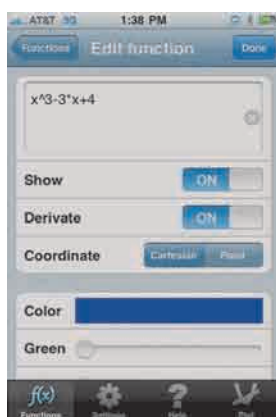 AT&T 3G 1:38 PM
Functions Edit function Done
x^3-3*x+4
Show ON
Derivate ON
Coordinate Cartesian Polar
Color
Green
f(x)
Functions Settings Help